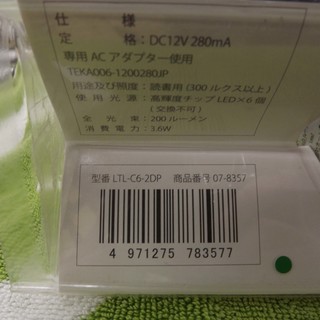 仕 様
定 格:DC12V 280mA
専用ACアダプター使用
TEKA006-1200280JP
用途及び照度:読書用(300ルクス以上)
使用光源:高輝度チップLED×6個
(交換不可)
全光束:200ルーメン
消費電力:3.6W
型番 LTL-C6-2DP 商品番号 07-8357
4 971275 783577